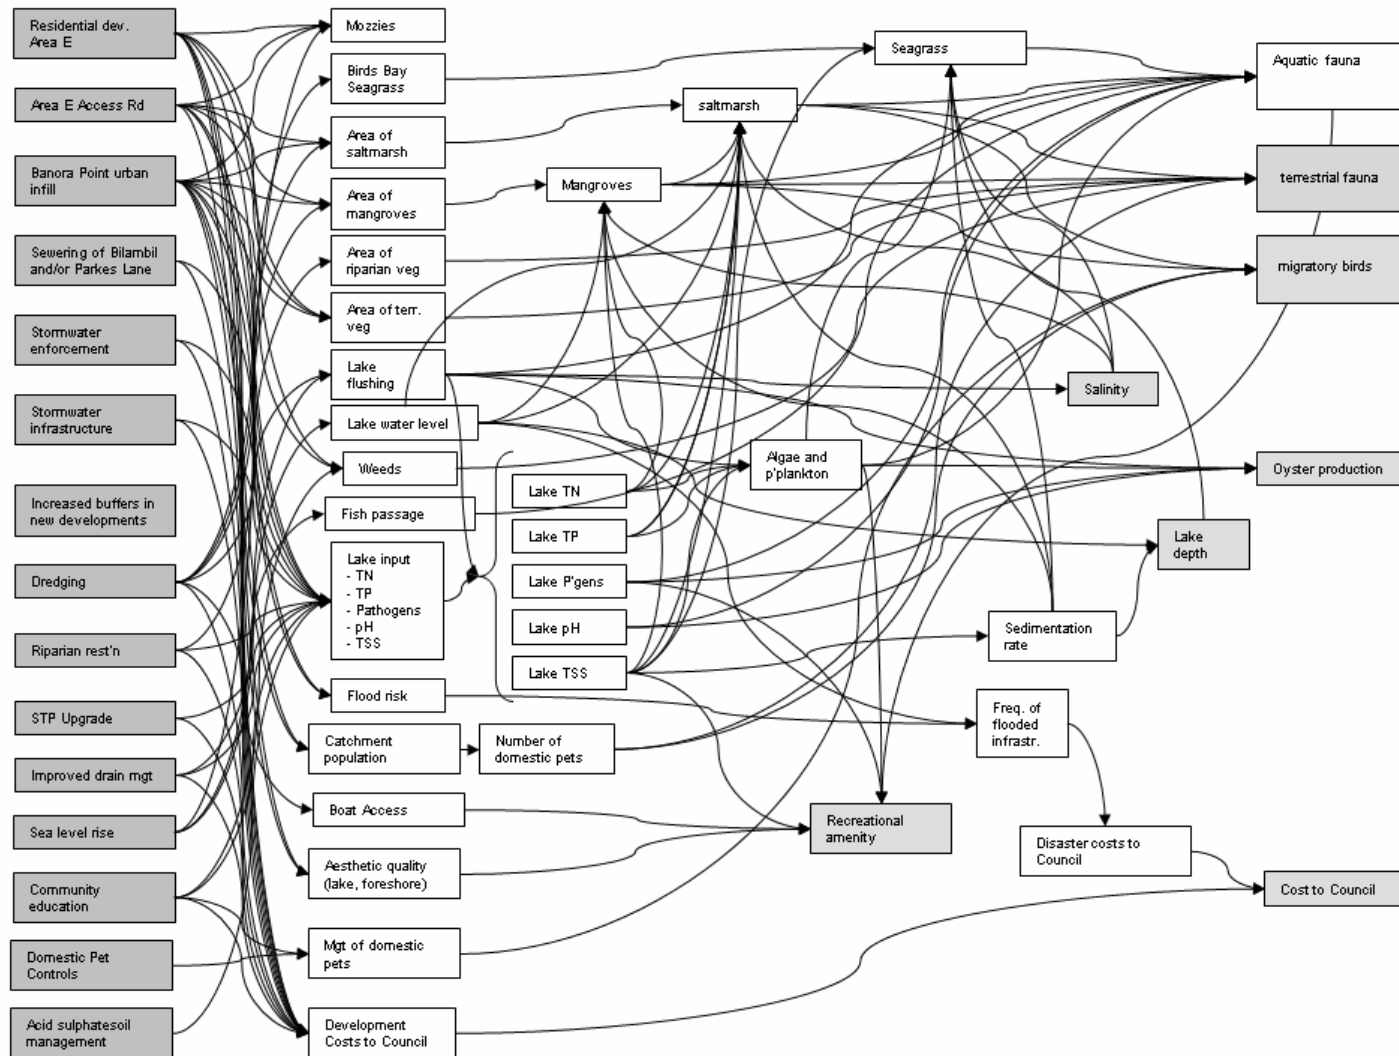 Residential dev.
Area E
Area E Access Rd
Banora Point urban
infill
Sewering of Bilambil
and/or Parkes Lane
Stormwater
enforcement
Stormwater
infrastructure
Increased buffers in
new developments
Dredging
Riparian rest'n
STP Upgrade
Improved drain mgt
Sea level rise
Community
education
Domestic Pet
Controls
Acid sulphatesoil
management
Mozzies
Birds Bay
Seagrass
Area of
saltmarsh
Area of
mangroves
Area of
riparian veg
Area of terr.
veg
Lake
flushing
Lake water level
Weeds
Fish passage
Lake input
- TN
- TP
- Pathogens
- pH
- TSS
Flood risk
Catchment
population
Boat Access
Aesthetic quality
(lake, foreshore)
Mgt of domestic
pets
Development
Costs to Council
Lake TN
Lake TP
Lake P'gens
Lake pH
Lake TSS
Number of
domestic pets
Mangroves
saltmarsh
Seagrass
Algae and
p'plankton
Recreational
amenity
Salinity
Lake
depth
Sedimentation
rate
Freq. of
flooded
infrastr.
Disaster costs to
Council
Aquatic fauna
terrestrial fauna
migratory birds
Oyster production
Cost to Council